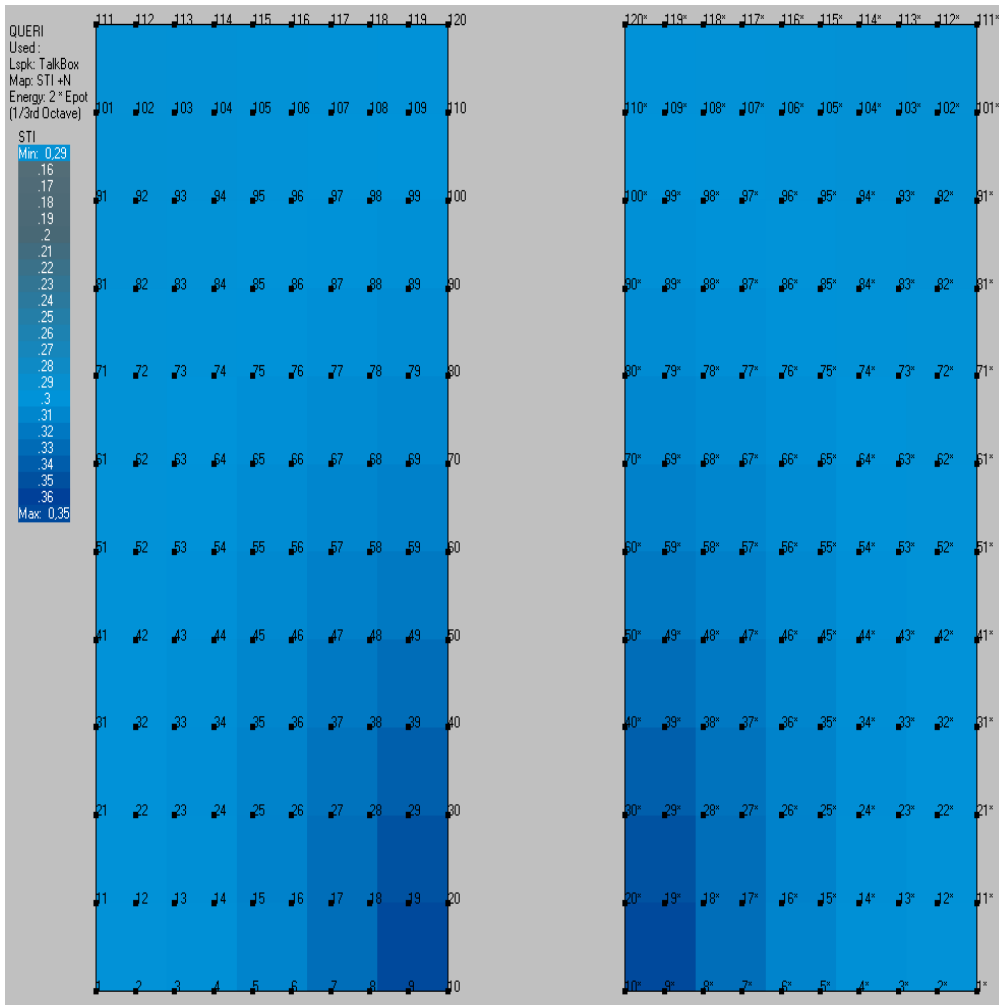 QUERI
Used :
Lspk: TalkBox
Map: STI +N
Energy: 2 * Epot
(1/3rd Octave)
STI
Min: 0,29
.16
.17
.18
.19
.2
.21
.22
.23
.24
.25
.26
.27
.28
.29
.3
.31
.32
.33
.34
.35
.36
Max: 0,35
111 112 113 114 115 116 117 118 119 120 120* 119* 118* 117* 116* 115* 114* 113* 112* 111*
101 102 103 104 105 106 107 108 109 110 110* 109* 108* 107* 106* 105* 104* 103* 102* 101*
91 92 93 94 95 96 97 98 99 100 100* 99* 98* 97* 96* 95* 94* 93* 92* 91*
81 82 83 84 85 86 87 88 89 90 90* 89* 88* 87* 86* 85* 84* 83* 82* 81*
71 72 73 74 75 76 77 78 79 80 80* 79* 78* 77* 76* 75* 74* 73* 72* 71*
61 62 63 64 65 66 67 68 69 70 70* 69* 68* 67* 66* 65* 64* 63* 62* 61*
51 52 53 54 55 56 57 58 59 60 60* 59* 58* 57* 56* 55* 54* 53* 52* 51*
41 42 43 44 45 46 47 48 49 50 50* 49* 48* 47* 46* 45* 44* 43* 42* 41*
31 32 33 34 35 36 37 38 39 40 40* 39* 38* 37* 36* 35* 34* 33* 32* 31*
21 22 23 24 25 26 27 28 29 30 30* 29* 28* 27* 26* 25* 24* 23* 22* 21*
11 12 13 14 15 16 17 18 19 20 20* 19* 18* 17* 16* 15* 14* 13* 12* 11*
1 2 3 4 5 6 7 8 9 10 10* 9* 8* 7* 6* 5* 4* 3* 2* 1*